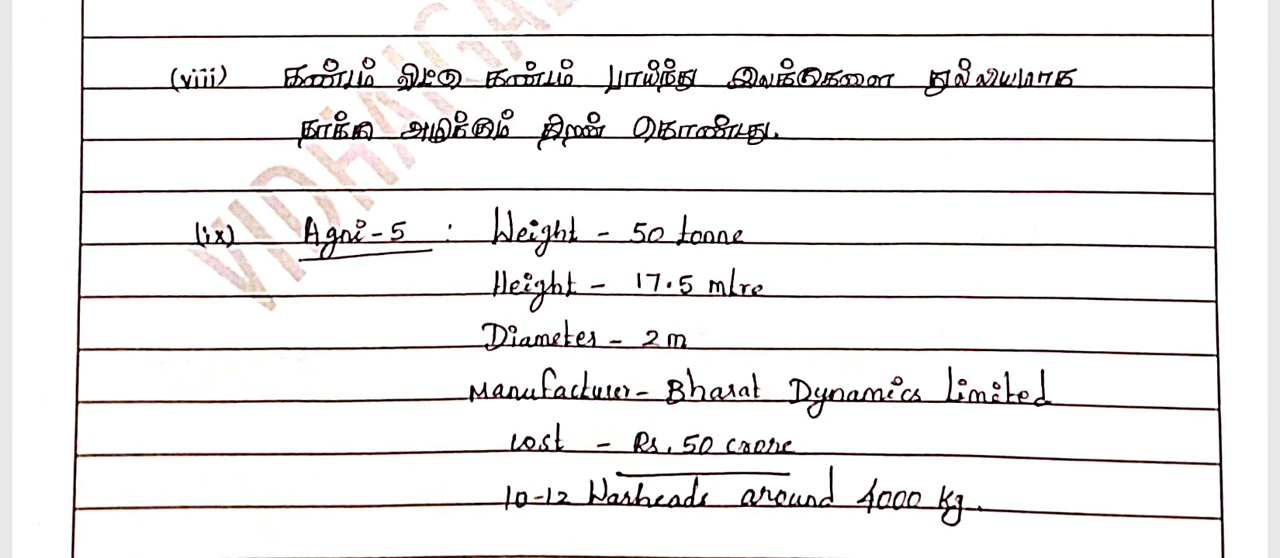 (viii) கண்டம் விட்டு கண்டம் பாய்ந்து இலக்குகளை துல்லியமாக
தாக்கு அழிக்கும் திறன் கொண்டது.
(ix) Agni-5 : Weight - 50 tonne
Height - 17.5 mtre
Diameter - 2 m
Manufacturer - Bharat Dynamics Limited
cost - Rs. 50 crore
10-12 Warheads around 4000 kg.